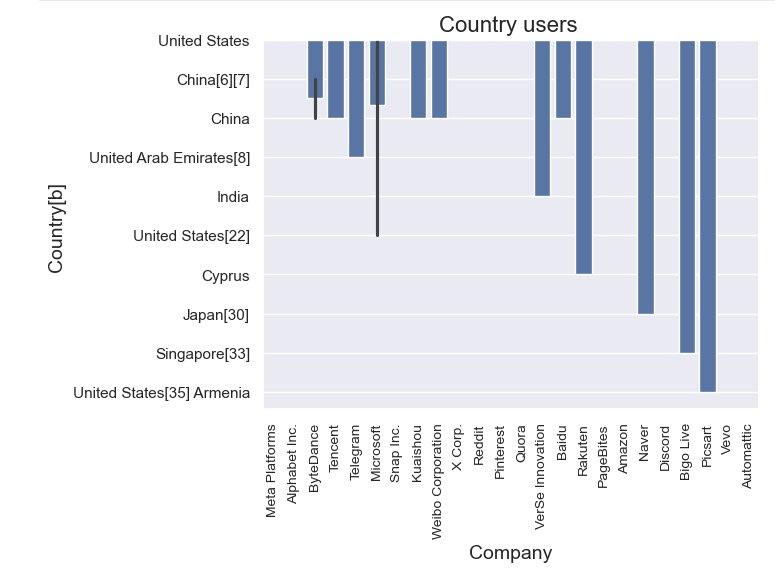 Country users
United States
China[6][7]
China
United Arab Emirates[8]
India
United States[22]
Cyprus
Japan[30]
Singapore[33]
United States[35] Armenia
Country[b]
Meta Platforms
Alphabet Inc.
ByteDance
Tencent
Telegram
Microsoft
Snap Inc.
Kuaishou
Weibo Corporation
X Corp.
Reddit
Pinterest
Quora
VerSe Innovation
Baidu
Rakuten
PageBites
Amazon
Naver
Discord
Bigo Live
Picsart
Vevo
Automattic
Company